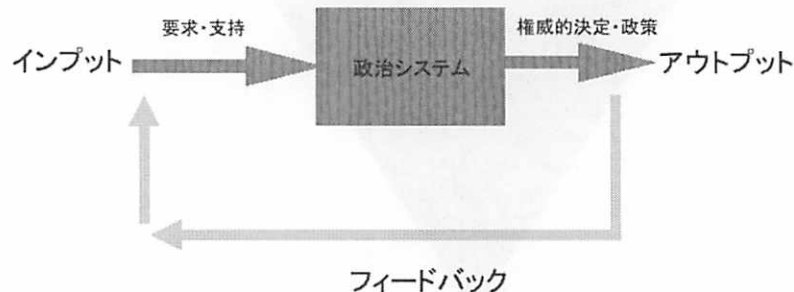 要求・支持
権威的決定・政策
インプット
政治システム
アウトプット
フィードバック